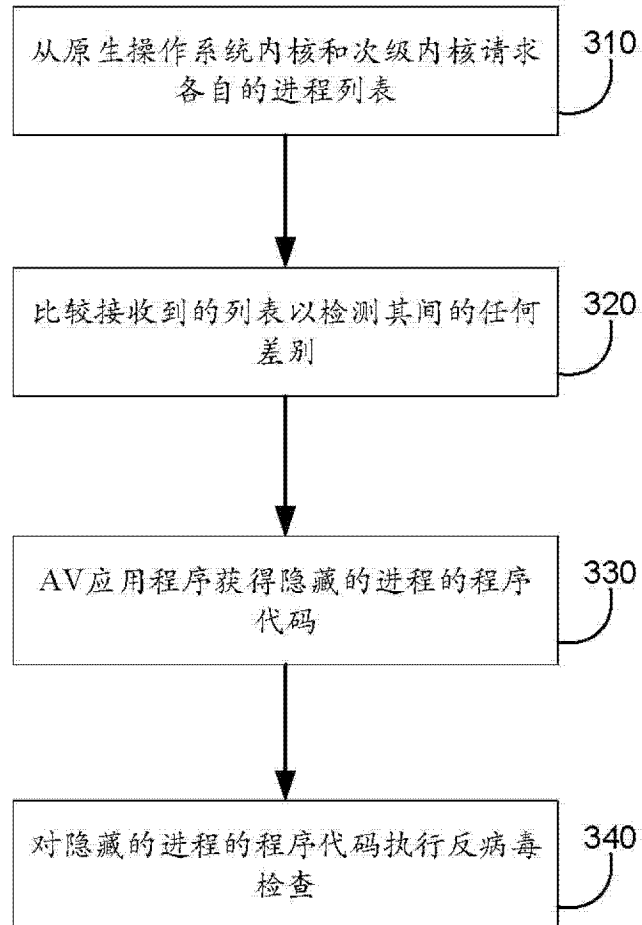 从原生操作系统内核和次级内核请求
各自的进程列表
310
比较接收到的列表以检测其间的任何
差别
320
AV应用程序获得隐藏的进程的程序
代码
330
对隐藏的进程的程序代码执行反病毒
检查
340